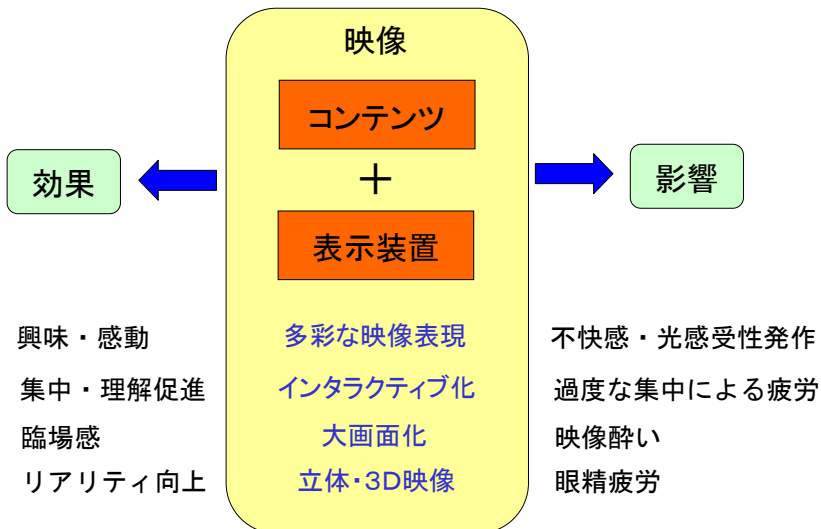 映像
コンテンツ
効果
＋
影響
表示装置
興味・感動 多彩な映像表現 不快感・光感受性発作
集中・理解促進 インタラクティブ化 過度な集中による疲労
臨場感 大画面化 映像酔い
リアリティ向上 立体・3D映像 眼精疲労